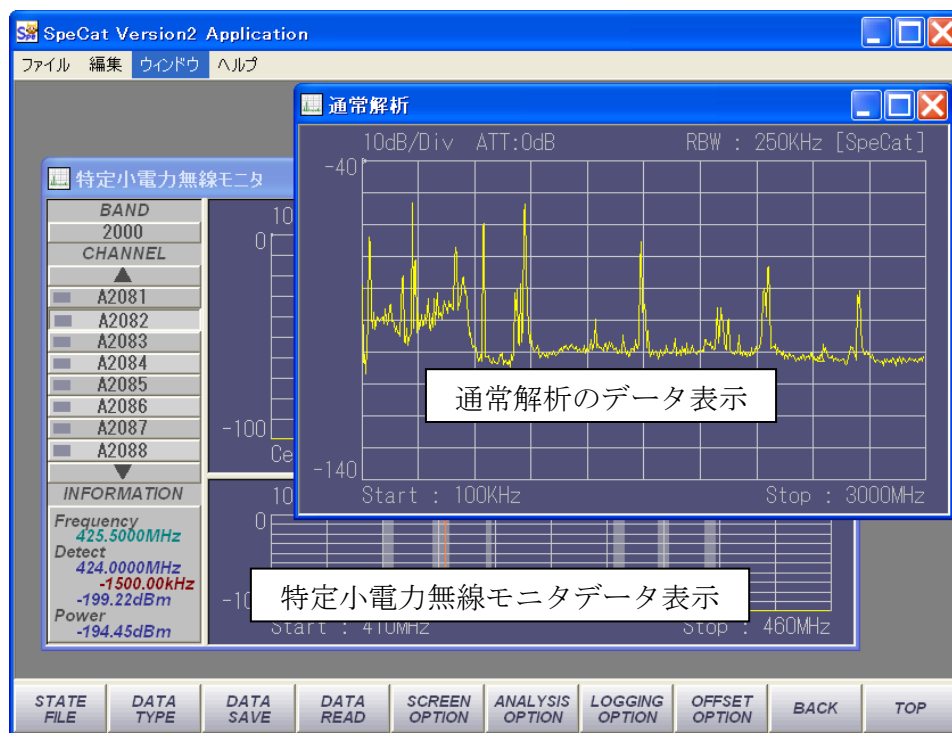 SpeCat Version2 Application
ファイル 編集 ウィンドウ ヘルプ
通常解析
10dB/Div ATT:0dB RBW : 250KHz [SpeCat]
-40
-140
Start : 100KHz Stop : 3000MHz
通常解析のデータ表示
特定小電力無線モニタ
BAND
2000
CHANNEL
A2081
A2082
A2083
A2084
A2085
A2086
A2087
A2088
INFORMATION
Frequency
425.5000MHz
Detect
424.0000MHz
-1500.00kHz
-199.22dBm
Power
-194.45dBm
10
0
-100
Ce
10
0
-10
Start : 410MHz Stop : 460MHz
特定小電力無線モニタデータ表示
STATE FILE
DATA TYPE
DATA SAVE
DATA READ
SCREEN OPTION
ANALYSIS OPTION
LOGGING OPTION
OFFSET OPTION
BACK
TOP